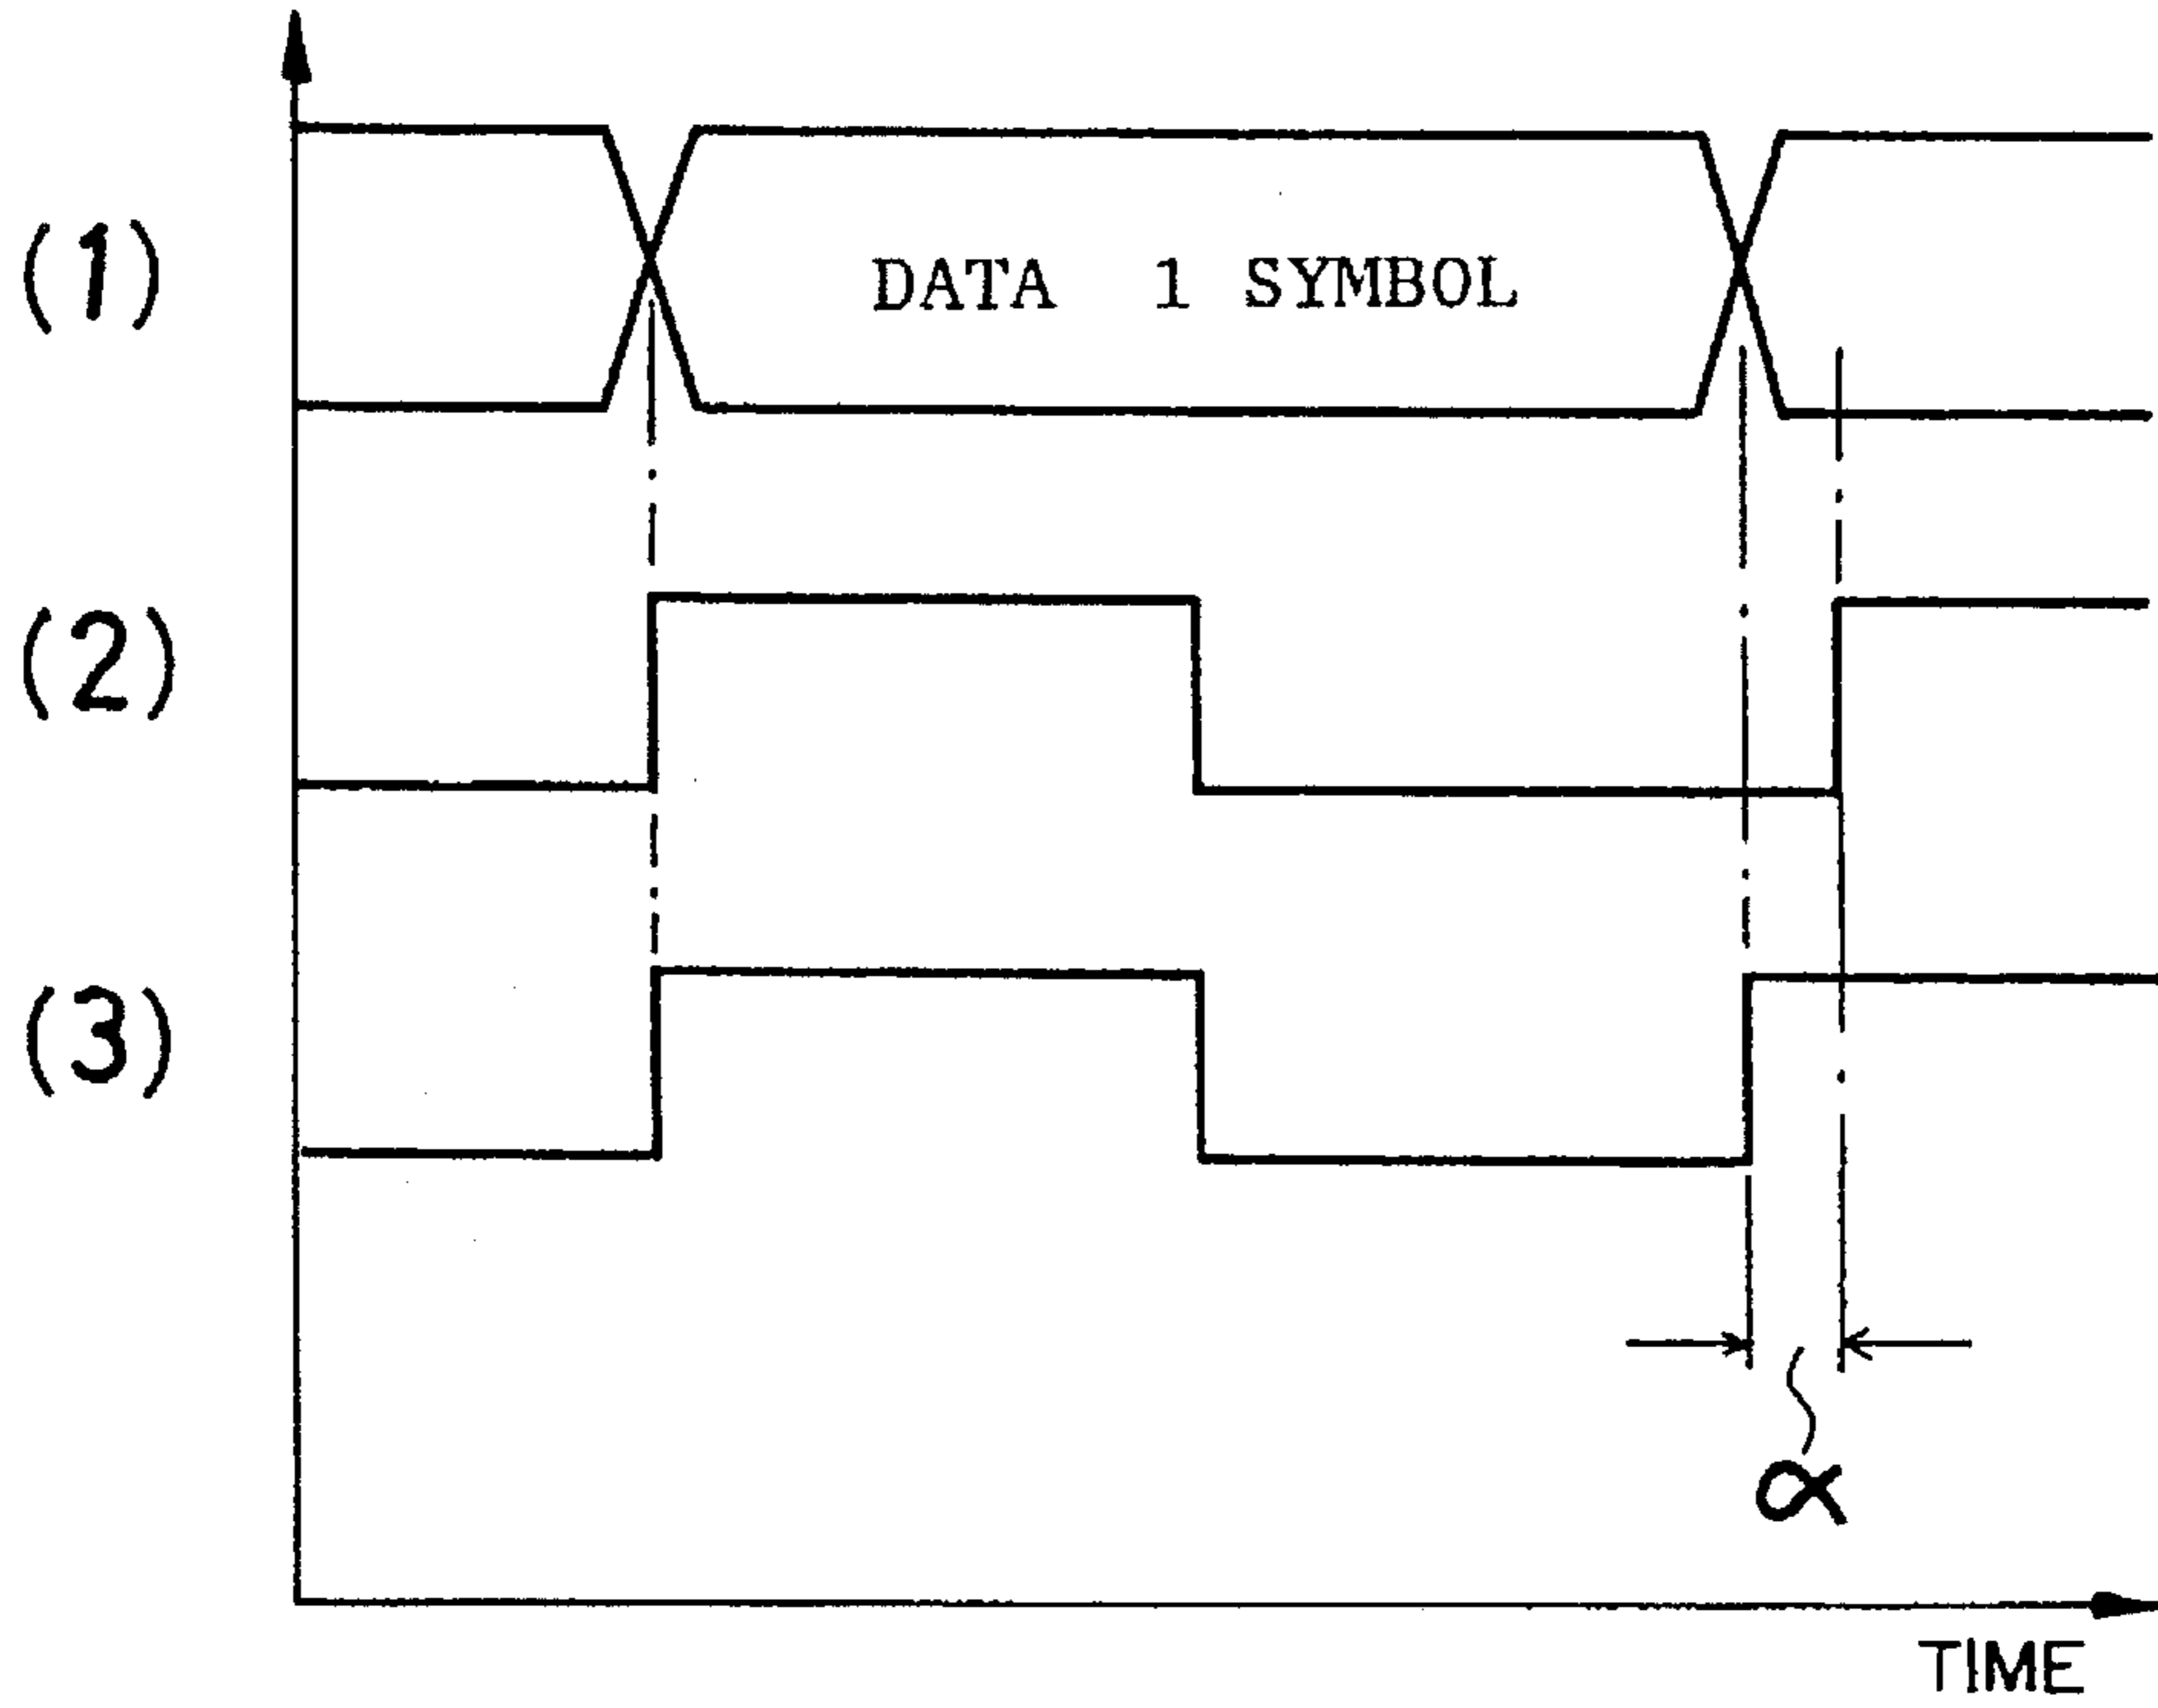 (1)
DATA 1 SYMBOL
(2)
(3)
α
TIME